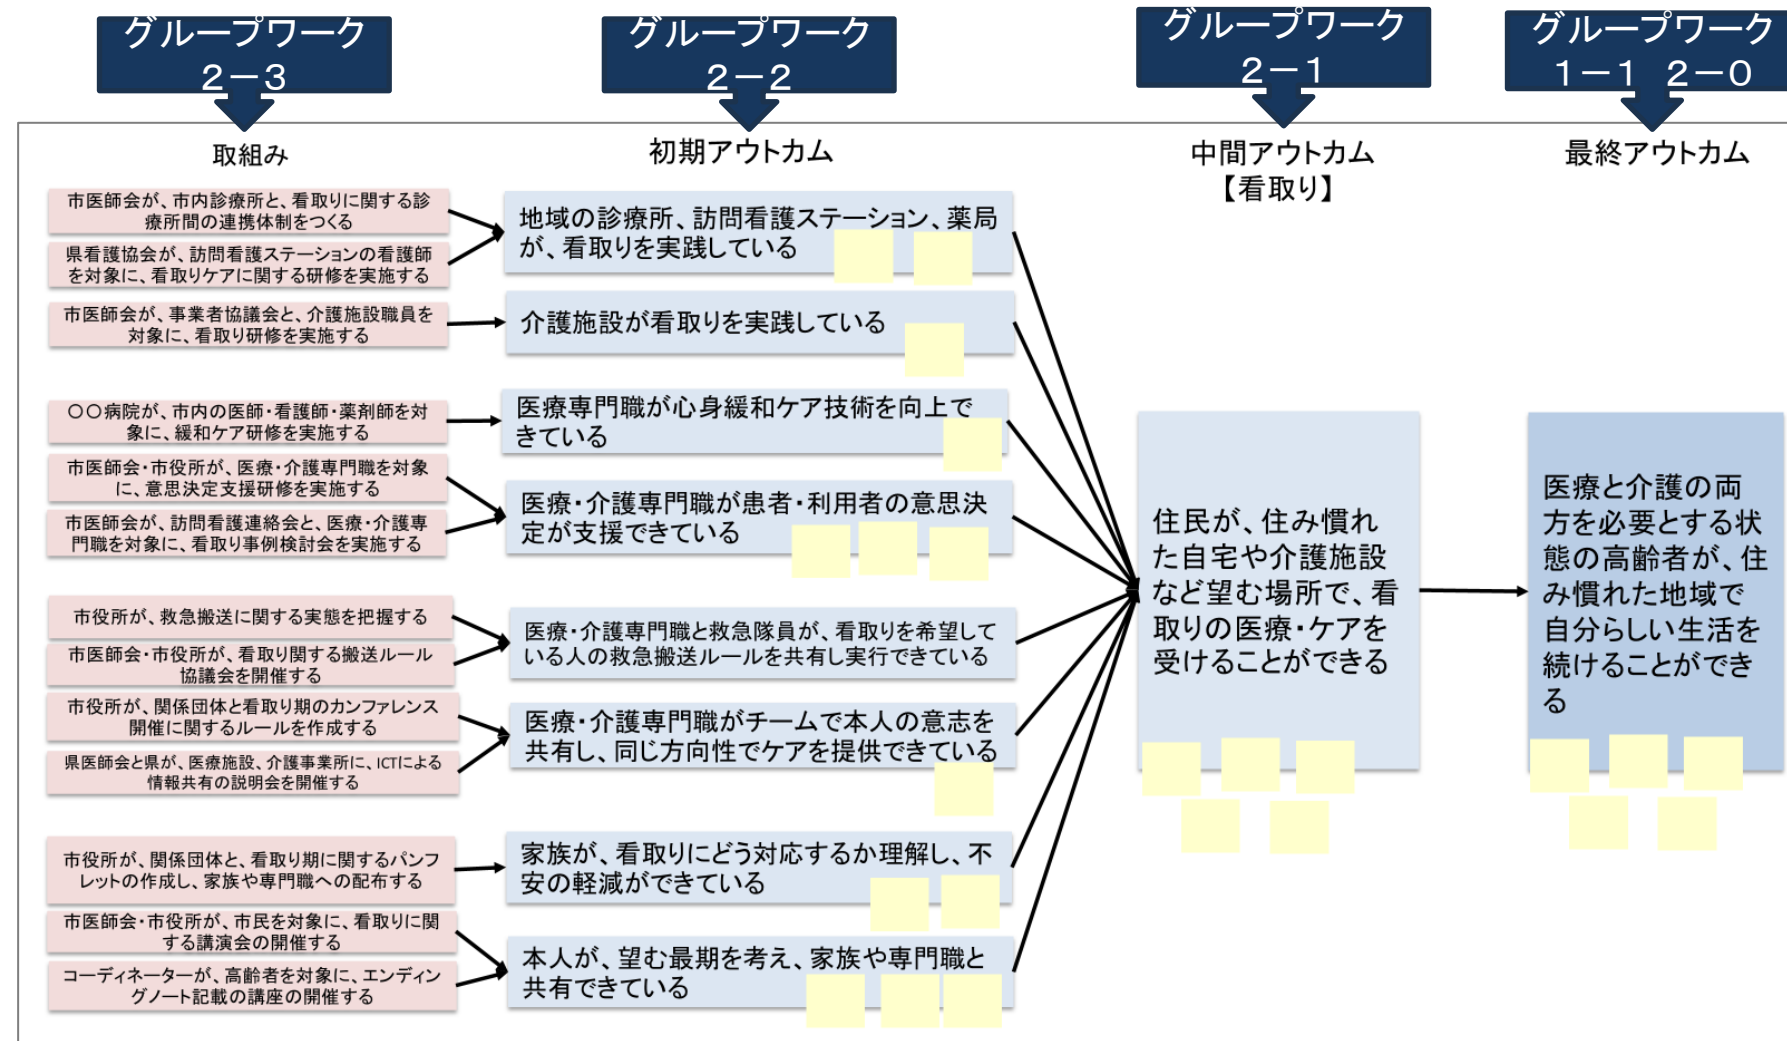 グループワーク
２－３
グループワーク
２－２
グループワーク
２－１
グループワーク
１－１　２－０
取組み
初期アウトカム
中間アウトカム
【看取り】
最終アウトカム
市医師会が、市内診療所と、看取りに関する診
療所間の連携体制をつくる
県看護協会が、訪問看護ステーションの看護師
を対象に、看取りケアに関する研修を実施する
市医師会が、事業者協議会と、介護施設職員を
対象に、看取り研修を実施する
〇〇病院が、市内の医師・看護師・薬剤師を対
象に、緩和ケア研修を実施する
市医師会・市役所が、医療・介護専門職を対象
に、意思決定支援研修を実施する
市医師会が、訪問看護連絡会と、医療・介護専
門職を対象に、看取り事例検討会を実施する
市役所が、救急搬送に関する実態を把握する
市医師会・市役所が、看取り関する搬送ルール
協議会を開催する
市役所が、関係団体と看取り期のカンファレンス
開催に関するルールを作成する
県医師会と県が、医療施設、介護事業所に、ICTによる
情報共有の説明会を開催する
市役所が、関係団体と、看取り期に関するパンフ
レットの作成し、家族や専門職への配布する
市医師会・市役所が、市民を対象に、看取りに関
する講演会の開催する
コーディネーターが、高齢者を対象に、エンディン
グノート記載の講座の開催する
地域の診療所、訪問看護ステーション、薬局
が、看取りを実践している
介護施設が看取りを実践している
医療専門職が心身緩和ケア技術を向上で
きている
医療・介護専門職が患者・利用者の意思決
定が支援できている
医療・介護専門職と救急隊員が、看取りを希望して
いる人の救急搬送ルールを共有し実行できている
医療・介護専門職がチームで本人の意志を
共有し、同じ方向性でケアを提供できている
家族が、看取りにどう対応するか理解し、不
安の軽減ができている
本人が、望む最期を考え、家族や専門職と
共有できている
住民が、住み慣れ
た自宅や介護施設
など望む場所で、看
取りの医療・ケアを
受けることができる
医療と介護の両
方を必要とする状
態の高齢者が、住
み慣れた地域で
自分らしい生活を
続けることができ
る